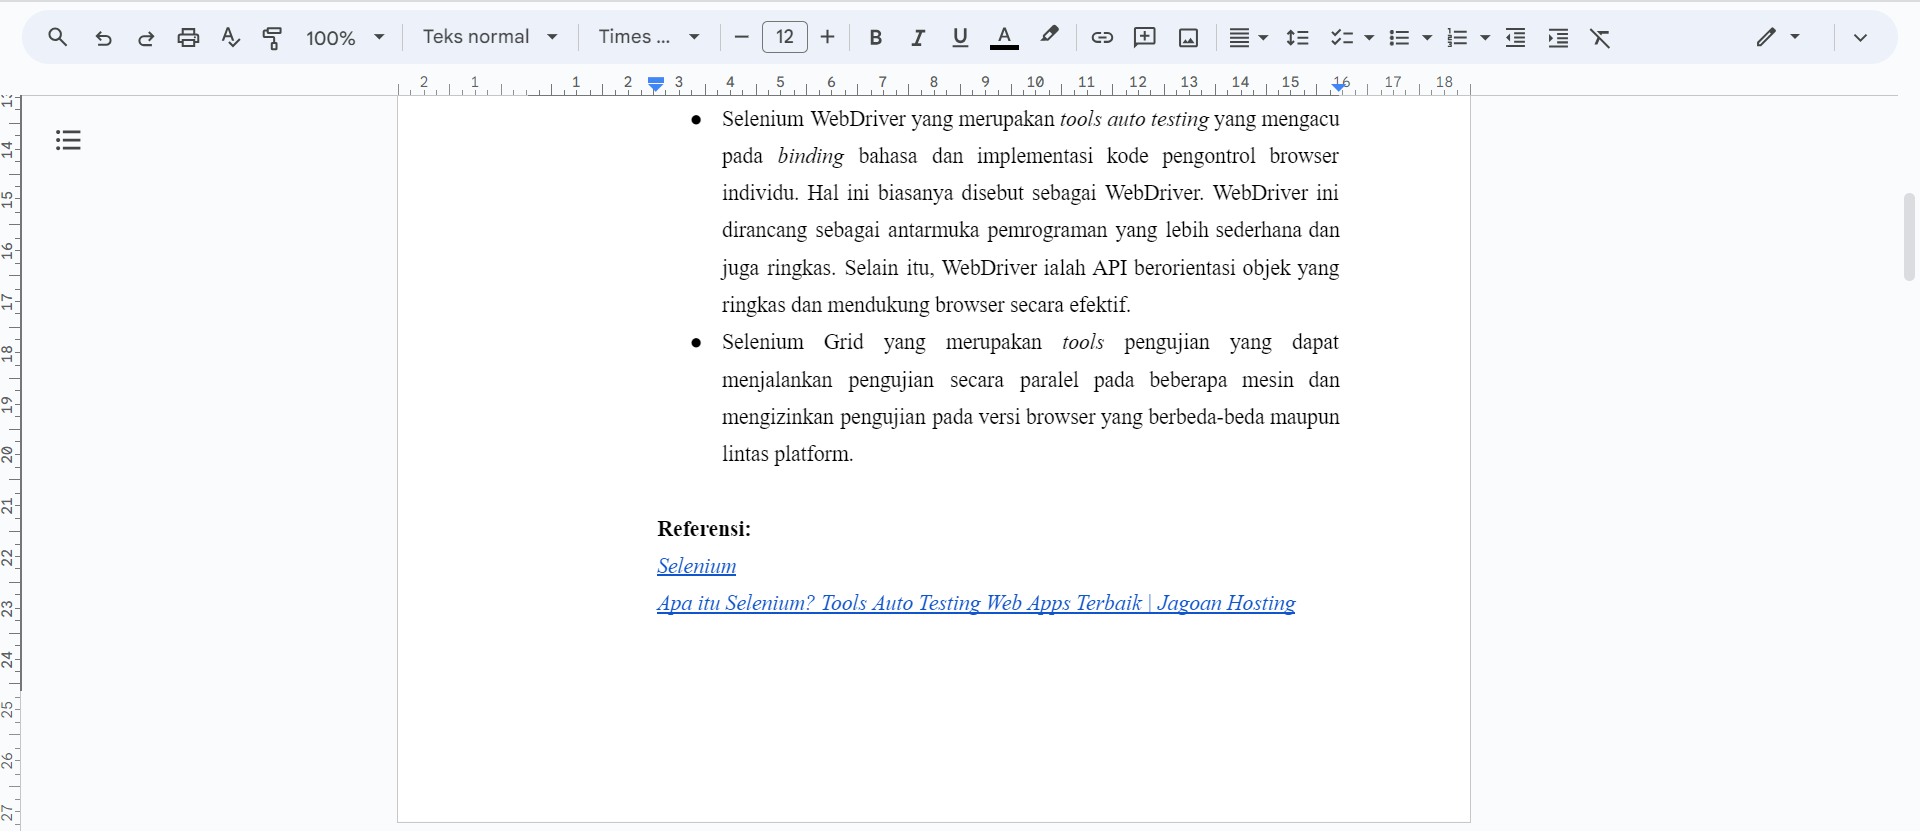 100% Teks normal Times ... 12
2 1 1 2 3 4 5 6 7 8 9 10 11 12 13 14 15 16 17 18
● Selenium WebDriver yang merupakan tools auto testing yang mengacu
pada binding bahasa dan implementasi kode pengontrol browser
individu. Hal ini biasanya disebut sebagai WebDriver. WebDriver ini
dirancang sebagai antarmuka pemrograman yang lebih sederhana dan
juga ringkas. Selain itu, WebDriver ialah API berorientasi objek yang
ringkas dan mendukung browser secara efektif.
● Selenium Grid yang merupakan tools pengujian yang dapat
menjalankan pengujian secara paralel pada beberapa mesin dan
mengizinkan pengujian pada versi browser yang berbeda-beda maupun
lintas platform.
Referensi:
Selenium
Apa itu Selenium? Tools Auto Testing Web Apps Terbaik | Jagoan Hosting
13
14
15
16
17
18
19
20
21
22
23
24
25
26
27